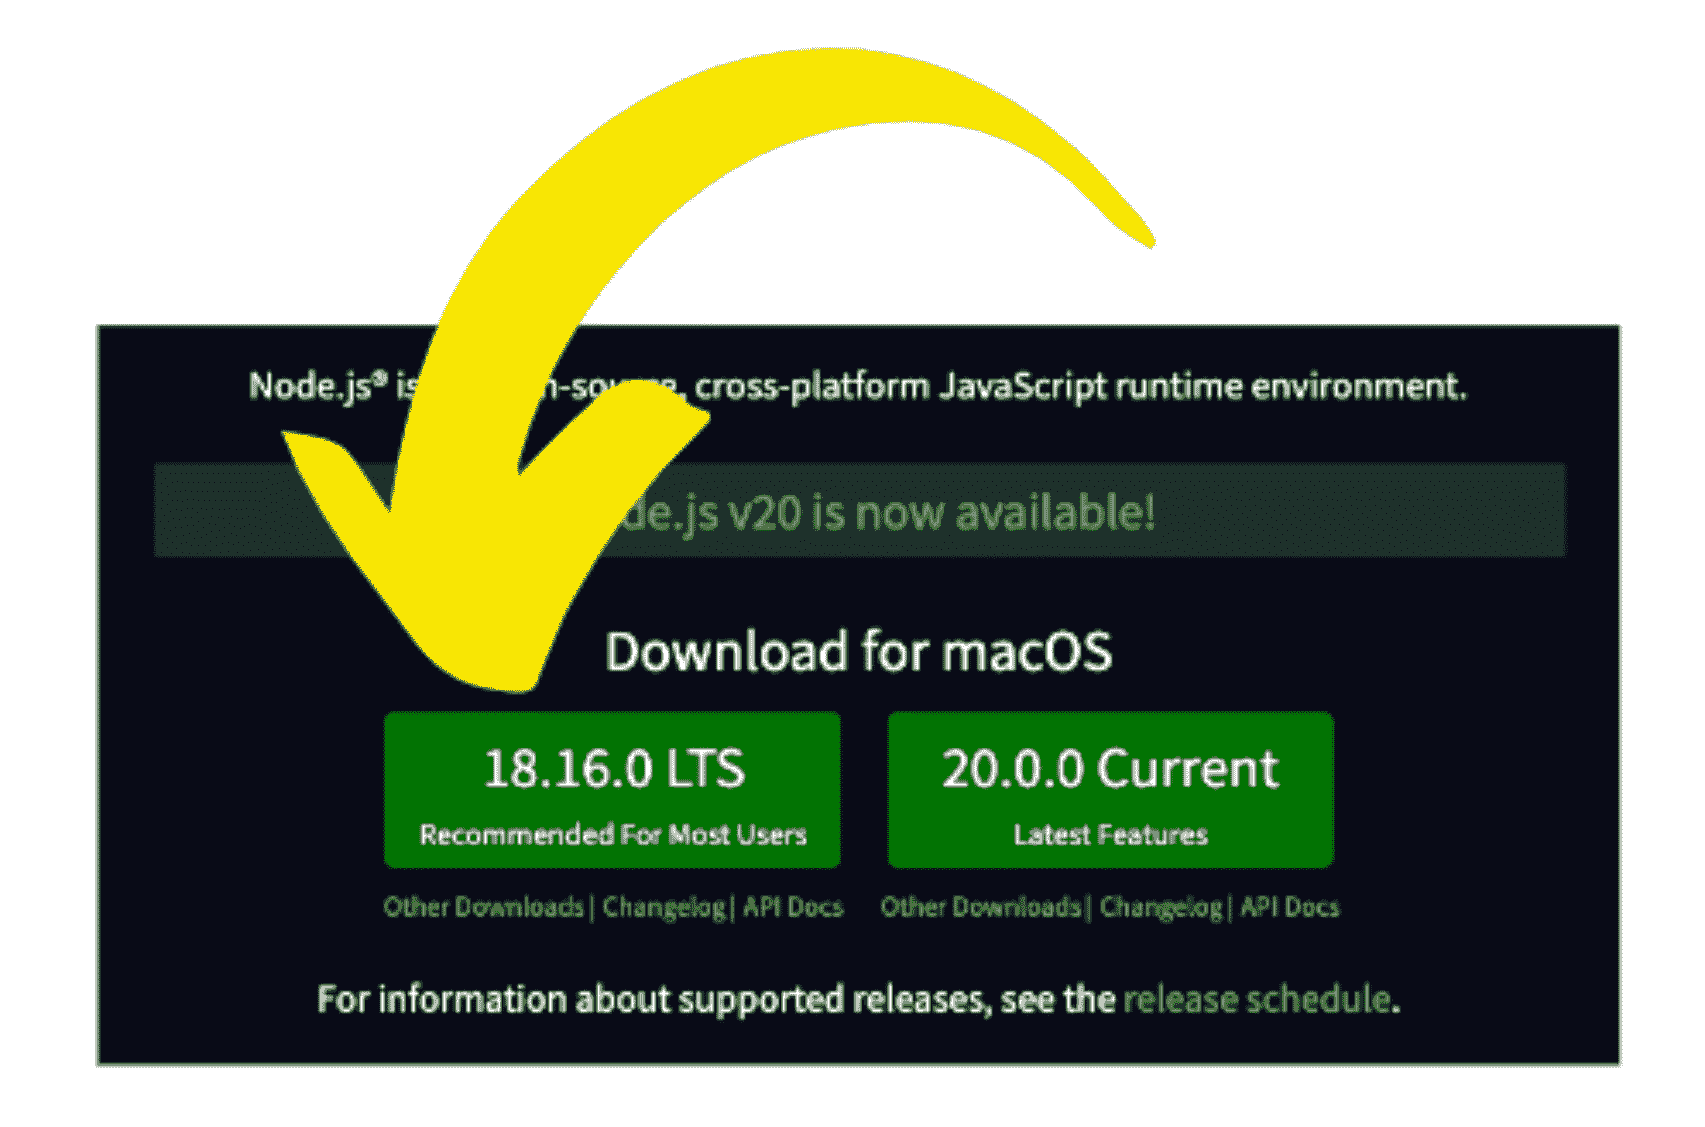 Node.js® is n-source, cross-platform JavaScript runtime environment.
de.js v20 is now available!
Download for macOS
18.16.0 LTS
Recommended For Most Users
20.0.0 Current
Latest Features
Other Downloads | Changelog | API Docs
Other Downloads | Changelog | API Docs
For information about supported releases, see the release schedule.